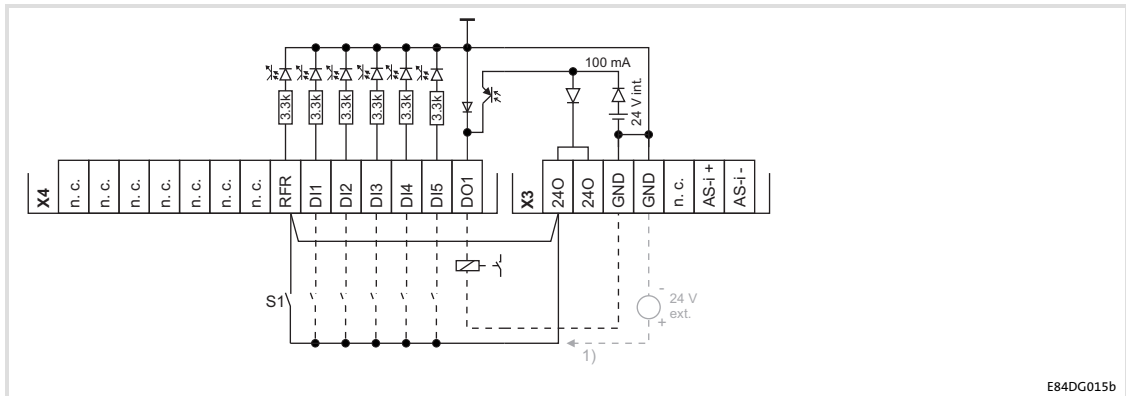 100 mA
3.3k
3.3k
3.3k
3.3k
3.3k
3.3k
24 V int.
X4
n. c.
n. c.
n. c.
n. c.
n. c.
n. c.
n. c.
RFR
DI1
DI2
DI3
DI4
DI5
DO1
X3
24O
24O
GND
GND
n. c.
AS-i +
AS-i -
S1
-
24 V
ext.
+
1)
E84DG015b